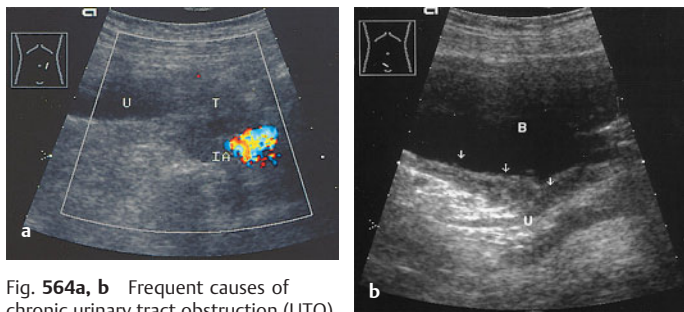 U
T
IA
a
B
U
b
Fig. 564a, b Frequent causes of
chronic urinary tract obstruction (UTO)